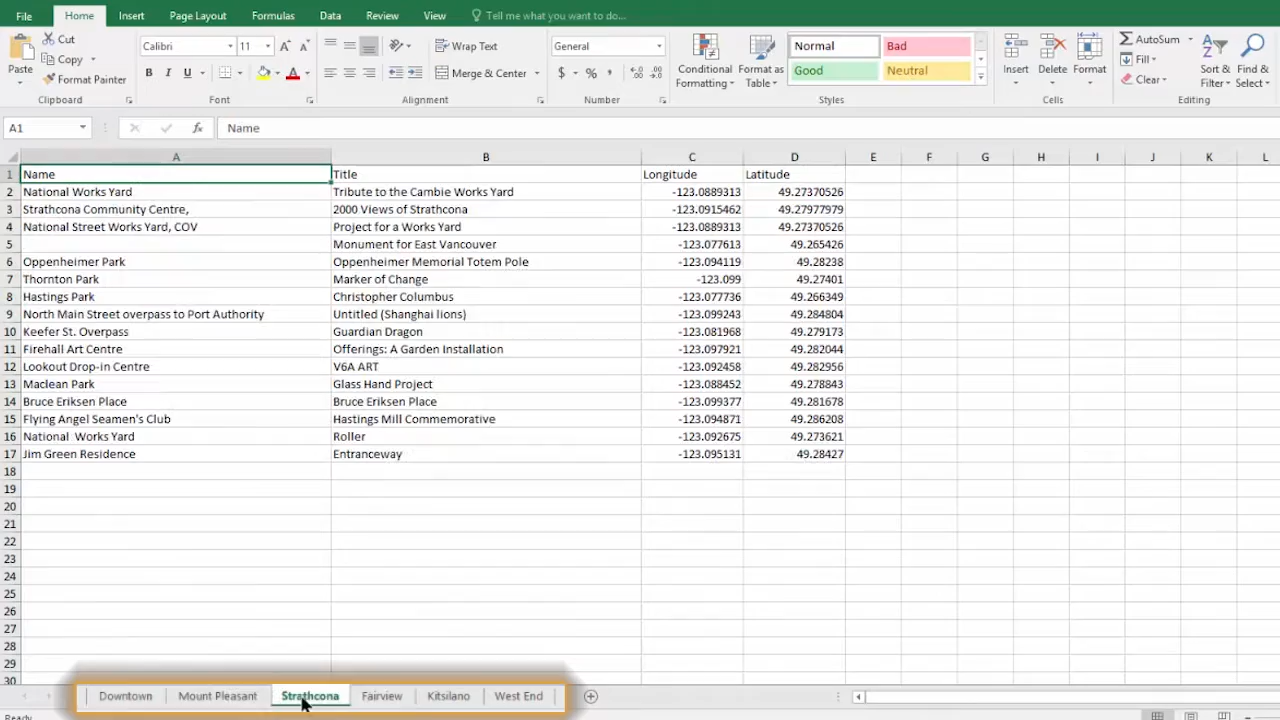 File Home Insert Page Layout Formulas Data Review View Tell me what you want to do...
Cut
Copy
Format Painter
Paste
Clipboard
Calibri 11
B I U
Font
Wrap Text
Merge & Center
Alignment
General
$ % ,
Number
Conditional Formatting
Format as Table
Normal Bad
Good Neutral
Styles
Insert Delete Format
Cells
AutoSum
Fill
Clear
Sort & Filter
Find & Select
Editing
A1 fx Name
A B C D E F G H I J K L
1 Name Title Longitude Latitude
2 National Works Yard Tribute to the Cambie Works Yard -123.0889313 49.27370526
3 Strathcona Community Centre, 2000 Views of Strathcona -123.0915462 49.27977979
4 National Street Works Yard, COV Project for a Works Yard -123.0889313 49.27370526
5 Monument for East Vancouver -123.077613 49.265426
6 Oppenheimer Park Oppenheimer Memorial Totem Pole -123.094119 49.28238
7 Thornton Park Marker of Change -123.099 49.27401
8 Hastings Park Christopher Columbus -123.077736 49.266349
9 North Main Street overpass to Port Authority Untitled (Shanghai lions) -123.099243 49.284804
10 Keefer St. Overpass Guardian Dragon -123.081968 49.279173
11 Firehall Art Centre Offerings: A Garden Installation -123.097921 49.282044
12 Lookout Drop-in Centre V6A ART -123.092458 49.282956
13 Maclean Park Glass Hand Project -123.088452 49.278843
14 Bruce Eriksen Place Bruce Eriksen Place -123.099377 49.281678
15 Flying Angel Seamen's Club Hastings Mill Commemorative -123.094871 49.286208
16 National Works Yard Roller -123.092675 49.273621
17 Jim Green Residence Entranceway -123.095131 49.28427
18
19
20
21
22
23
24
25
26
27
28
29
30
Downtown Mount Pleasant Strathcona Fairview Kitsilano West End
Ready